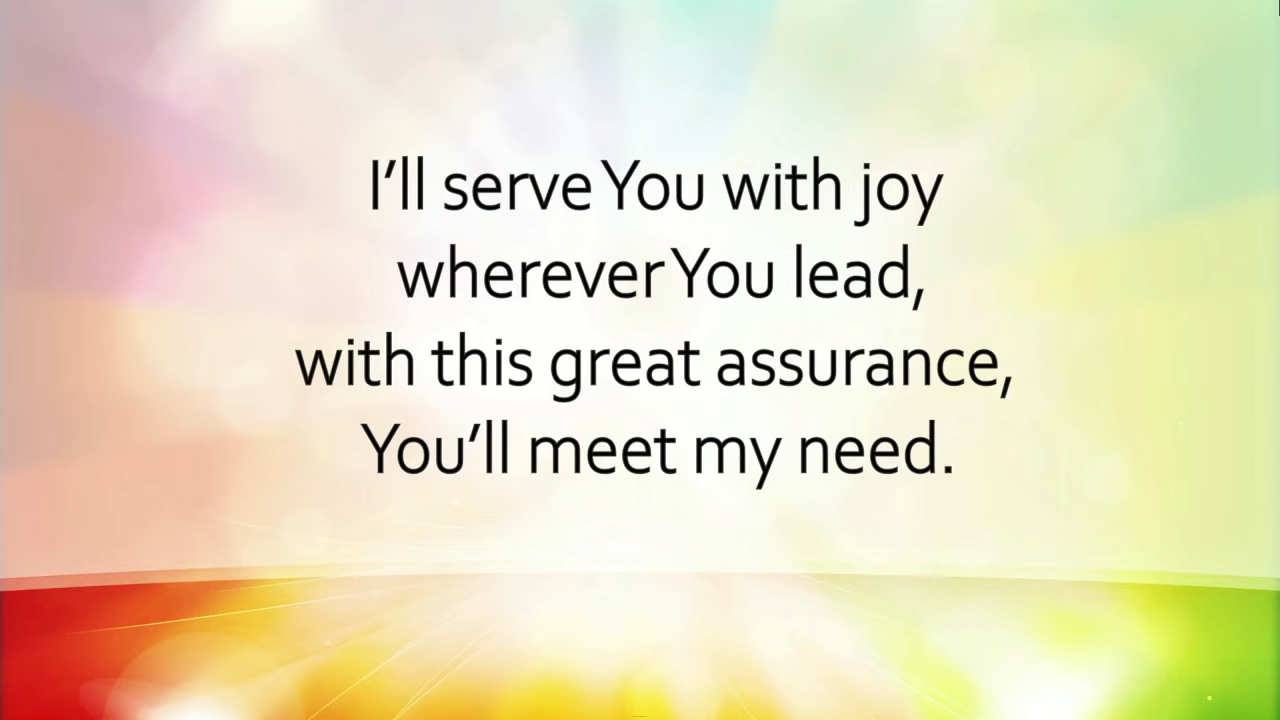 I’ll serve You with joy
wherever You lead,
with this great assurance,
You’ll meet my need.